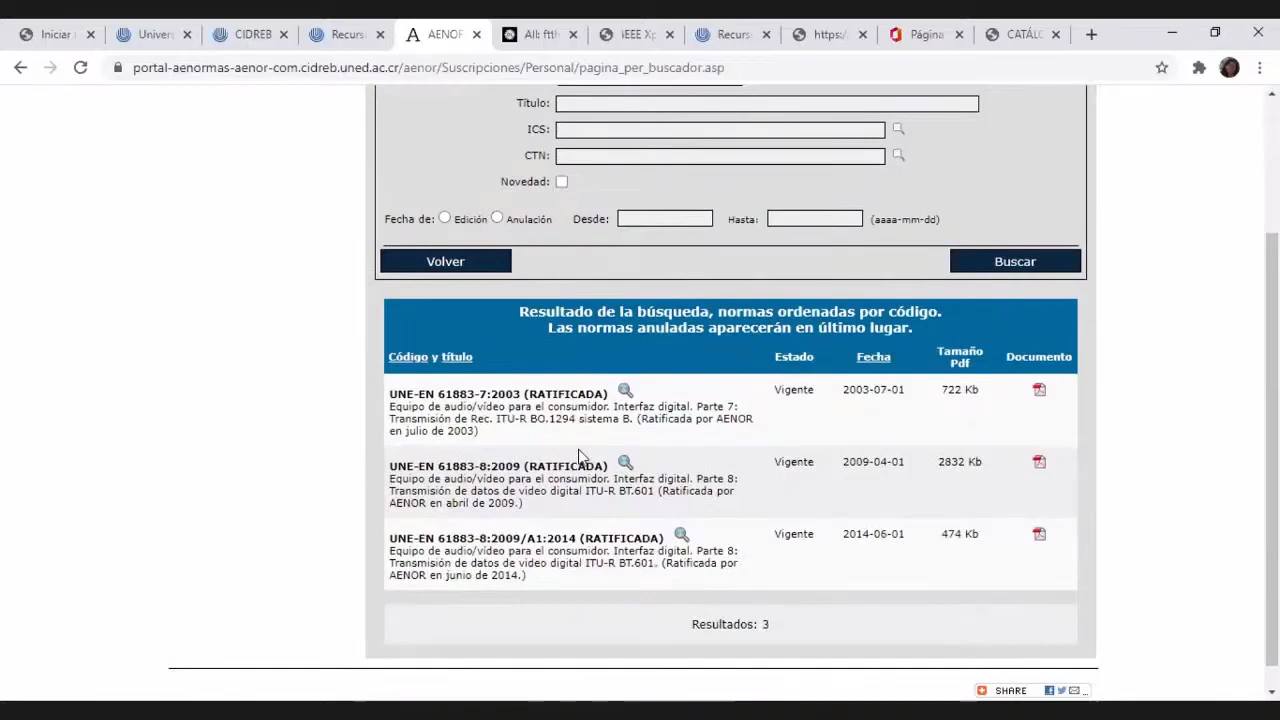 Iniciar
Univers
CIDREB
Recurs
AENOR
All: ftth
IEEE Xp
Recurs
https:/
Página
CATÁLO
portal-aenormas-aenor-com.cidreb.uned.ac.cr/aenor/Suscripciones/Personal/pagina_per_buscador.asp
Título:
ICS:
CTN:
Novedad:
Fecha de: Edición Anulación Desde: Hasta: (aaaa-mm-dd)
Volver Buscar
Resultado de la búsqueda, normas ordenadas por código.
Las normas anuladas aparecerán en último lugar.
Código y título Estado Fecha Tamaño Pdf Documento
UNE-EN 61883-7:2003 (RATIFICADA) Vigente 2003-07-01 722 Kb
Equipo de audio/vídeo para el consumidor. Interfaz digital. Parte 7:
Transmisión de Rec. ITU-R BO.1294 sistema B. (Ratificada por AENOR
en julio de 2003)
UNE-EN 61883-8:2009 (RATIFICADA) Vigente 2009-04-01 2832 Kb
Equipo de audio/vídeo para el consumidor. Interfaz digital. Parte 8:
Transmisión de datos de video digital ITU-R BT.601 (Ratificada por
AENOR en abril de 2009.)
UNE-EN 61883-8:2009/A1:2014 (RATIFICADA) Vigente 2014-06-01 474 Kb
Equipo de audio/vídeo para el consumidor. Interfaz digital. Parte 8:
Transmisión de datos de video digital ITU-R BT.601. (Ratificada por
AENOR en junio de 2014.)
Resultados: 3
SHARE